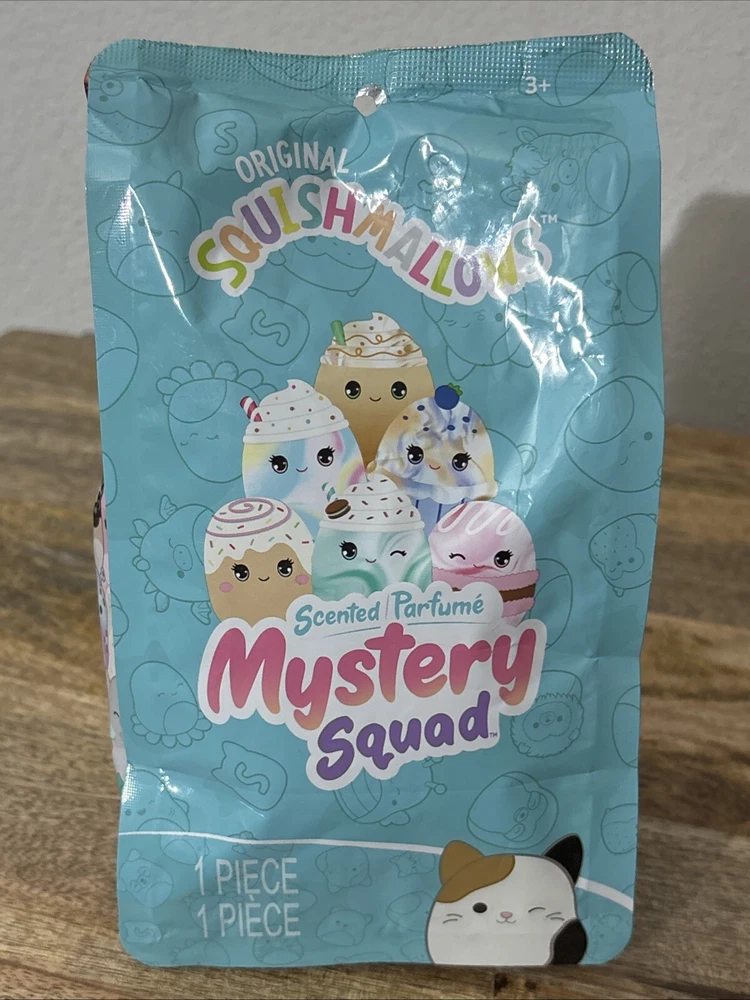 3+
ORIGINAL
SQUISHMALLOWS™
Scented / Parfumé
Mystery
Squad™
1 PIECE
1 PIÈCE